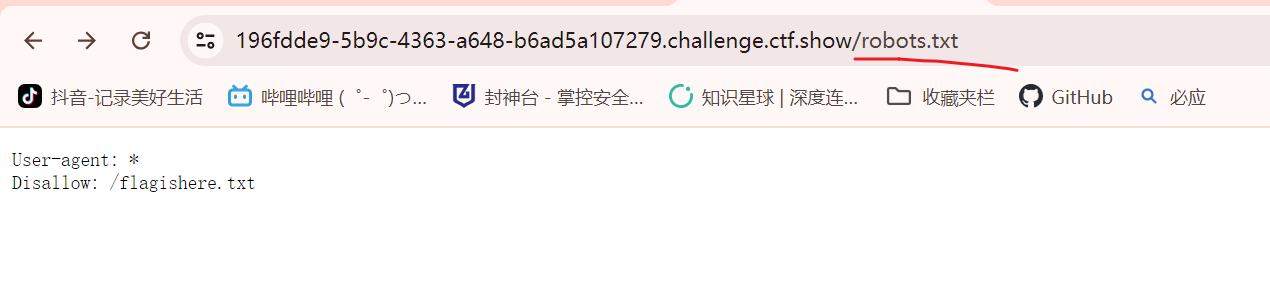 196fdde9-5b9c-4363-a648-b6ad5a107279.challenge.ctf.show/robots.txt
抖音-记录美好生活 哔哩哔哩 (゜-゜)つ... 封神台 - 掌控安全... 知识星球 | 深度连... 收藏夹栏 GitHub 必应
User-agent: *
Disallow: /flagishere.txt